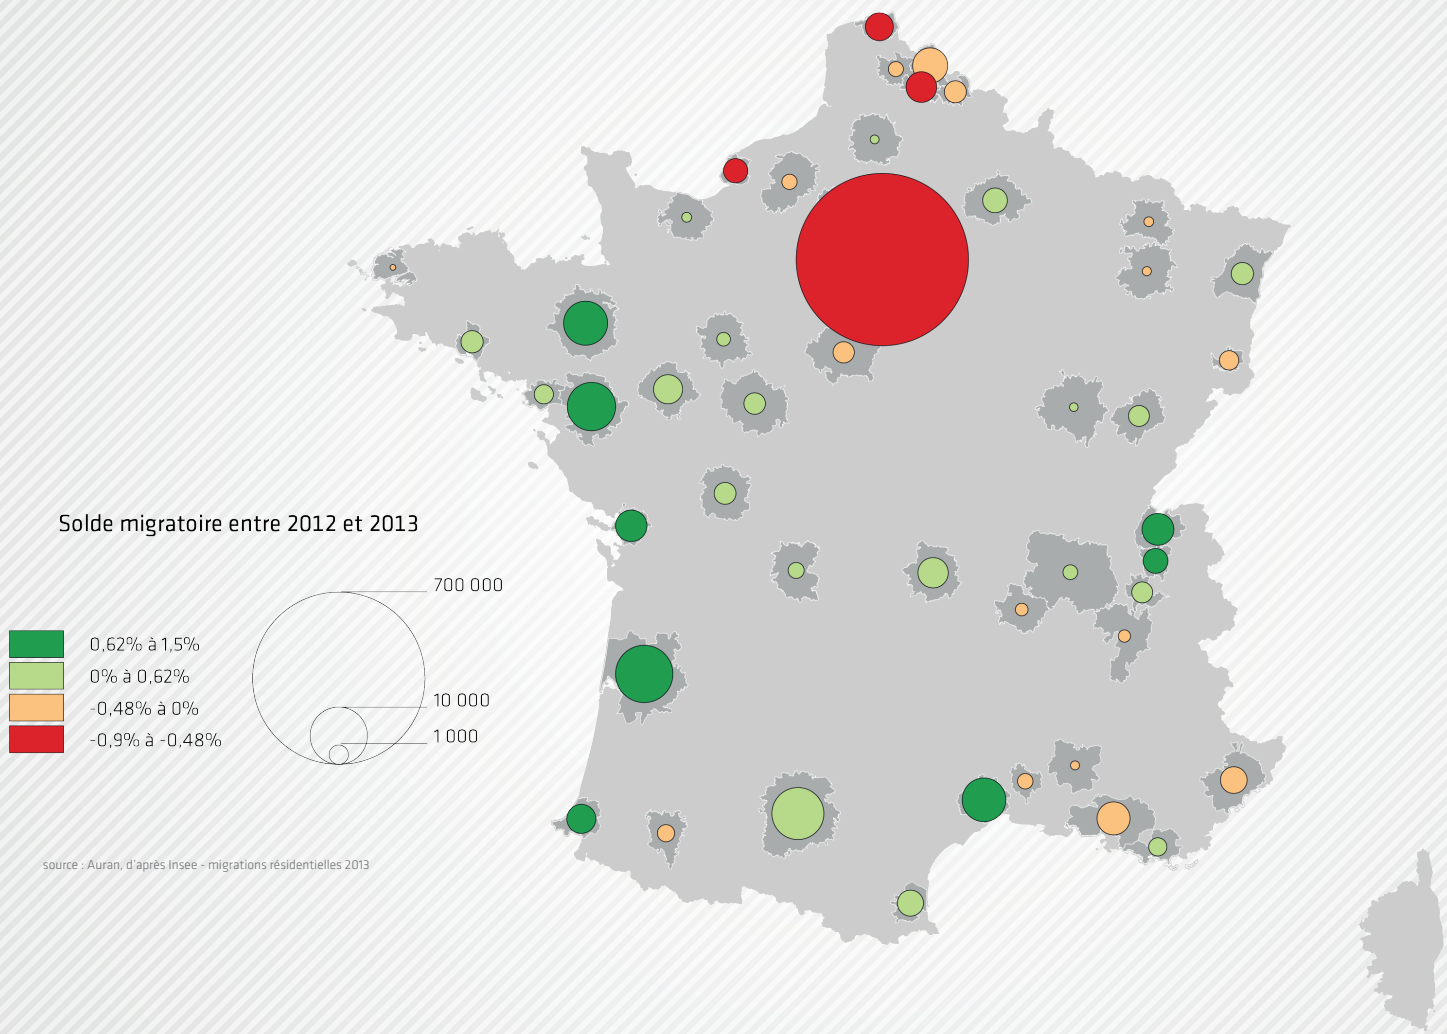 Solde migratoire entre 2012 et 2013
700 000
10 000
1 000
0,62% à 1,5%
0% à 0,62%
-0,48% à 0%
-0,9% à -0,48%
source : Auran, d'après Insee - migrations résidentielles 2013